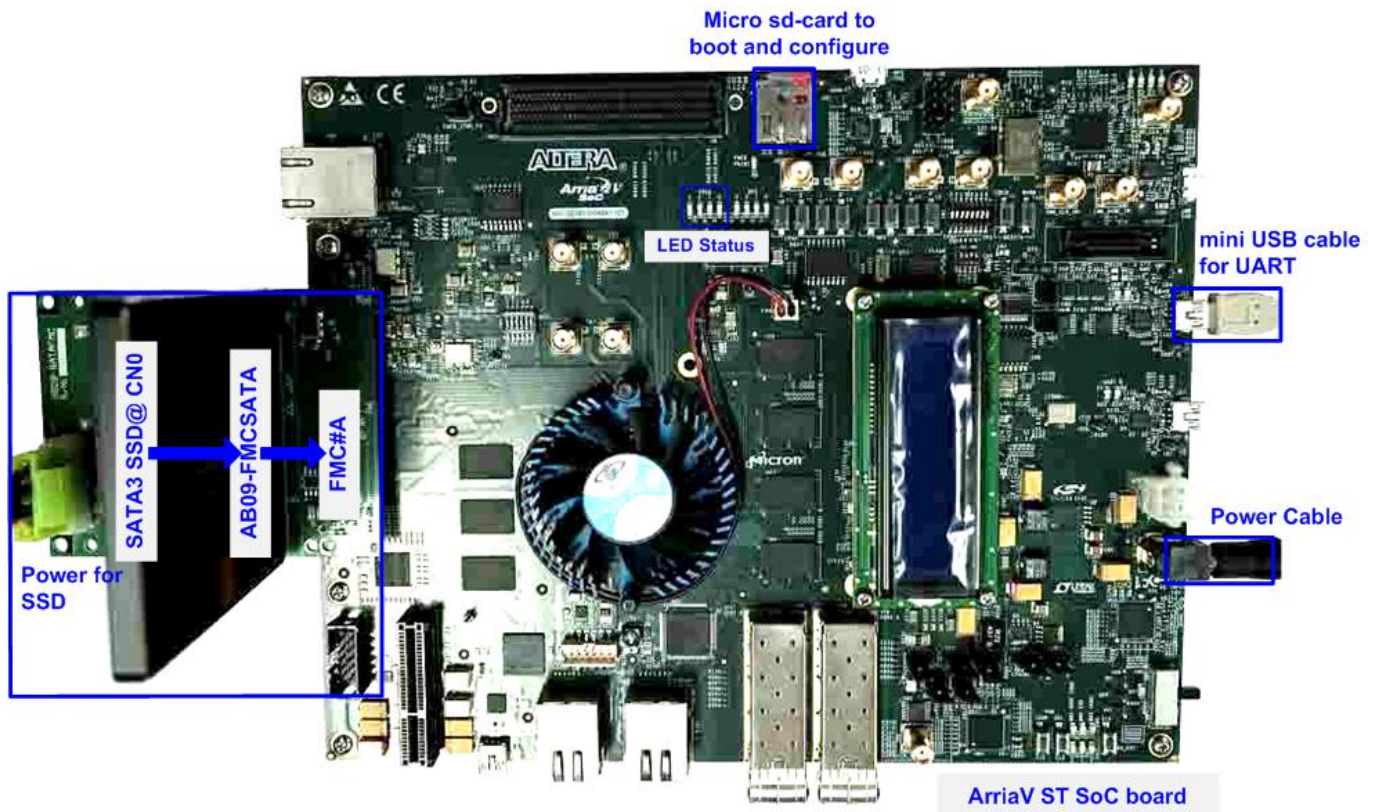 Micro sd-card to
boot and configure
CE
ALTERA
Arria V
SoC
LED Status
mini USB cable
for UART
SATA3 SSD@ CN0
AB09-FMCSATA
FMC#A
Micron
Power Cable
Power for
SSD
ArriaV ST SoC board